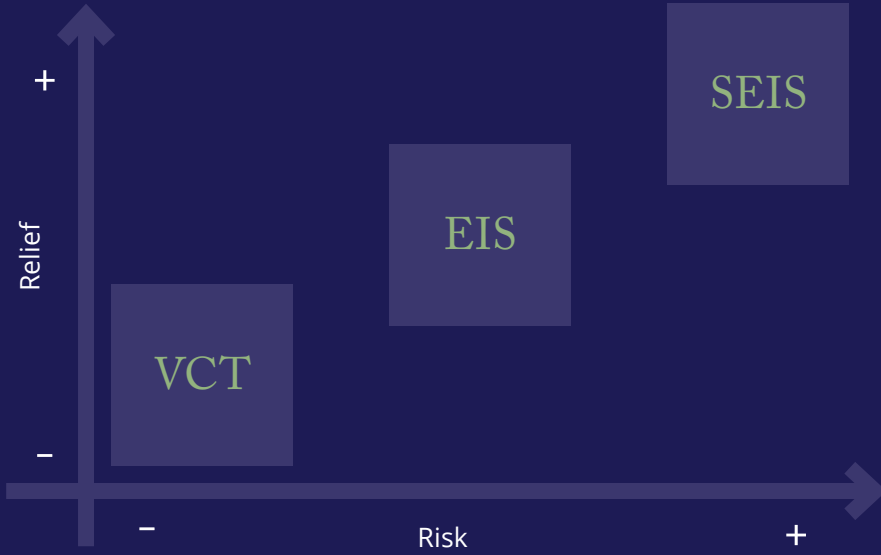 +
SEIS
EIS
Relief
VCT
–
–
Risk
+